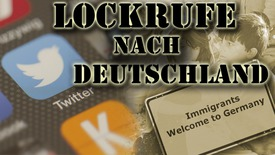 LOCKRUFE
NACH
DEUTSCHLAND
Twitter
Immigrants
Welcome to Germany